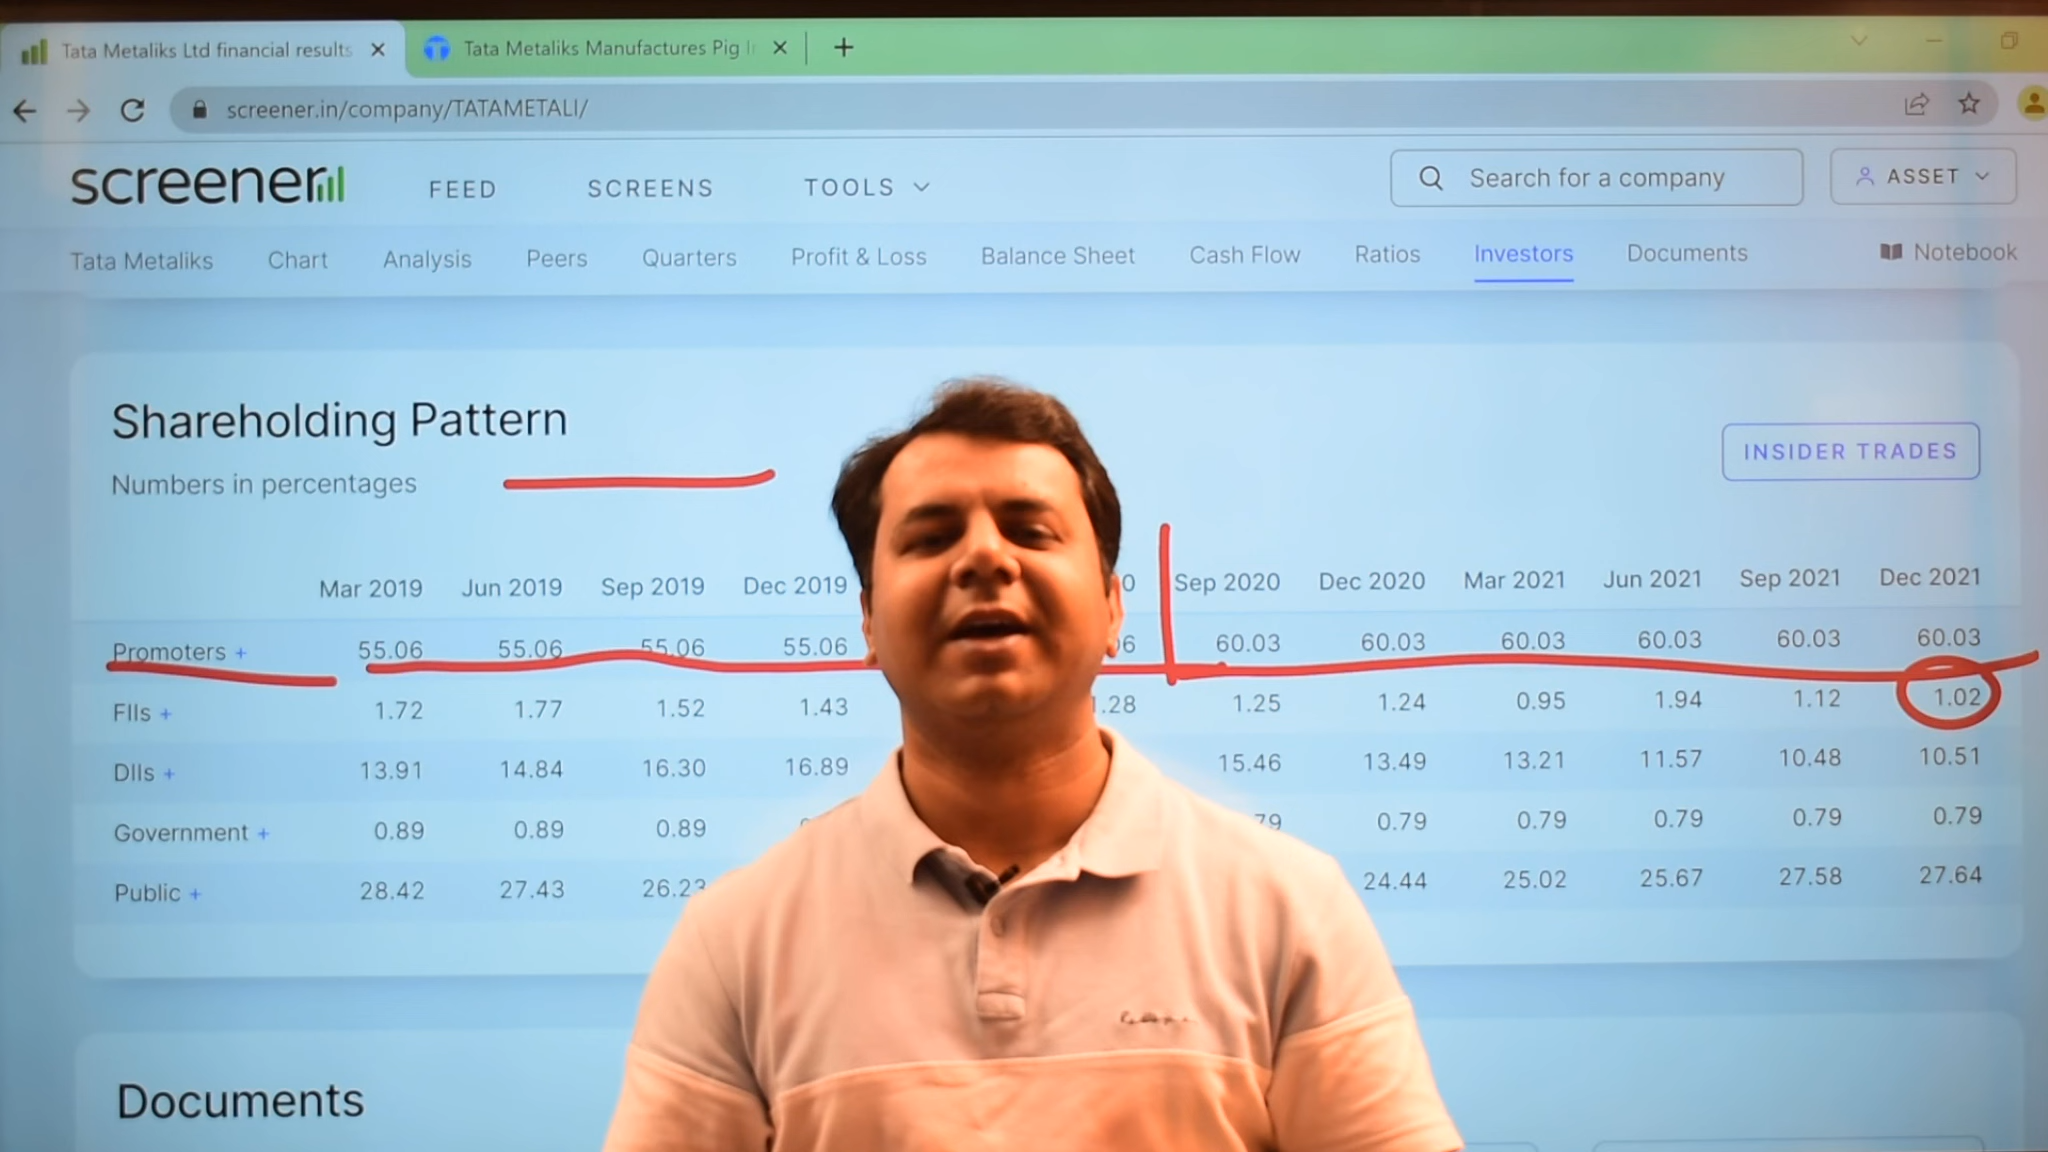 Tata Metaliks Ltd financial results
Tata Metaliks Manufactures Pig I
screener.in/company/TATAMETALI/
screener
FEED SCREENS TOOLS
Search for a company
ASSET
Tata Metaliks Chart Analysis Peers Quarters Profit & Loss Balance Sheet Cash Flow Ratios Investors Documents Notebook
Shareholding Pattern
Numbers in percentages
INSIDER TRADES
Mar 2019 Jun 2019 Sep 2019 Dec 2019 0 Sep 2020 Dec 2020 Mar 2021 Jun 2021 Sep 2021 Dec 2021
Promoters + 55.06 55.06 55.06 55.06 06 60.03 60.03 60.03 60.03 60.03 60.03
FIIs + 1.72 1.77 1.52 1.43 1.28 1.25 1.24 0.95 1.94 1.12 1.02
DIIs + 13.91 14.84 16.30 16.89 15.46 13.49 13.21 11.57 10.48 10.51
Government + 0.89 0.89 0.89 79 0.79 0.79 0.79 0.79 0.79
Public + 28.42 27.43 26.23 24.44 25.02 25.67 27.58 27.64
Documents